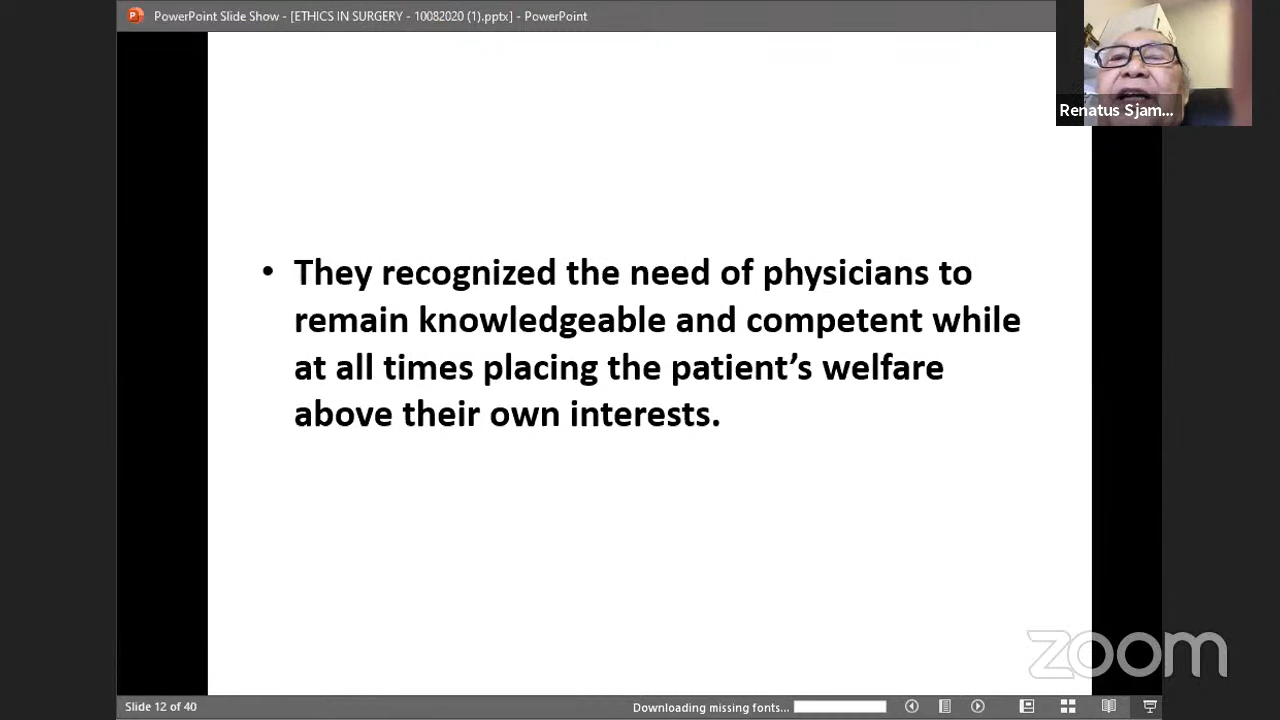 PowerPoint Slide Show - [ETHICS IN SURGERY - 10082020 (1).pptx] - PowerPoint
Renatus Sjam...
• They recognized the need of physicians to
remain knowledgeable and competent while
at all times placing the patient’s welfare
above their own interests.
zoom
Slide 12 of 40
Downloading missing fonts...